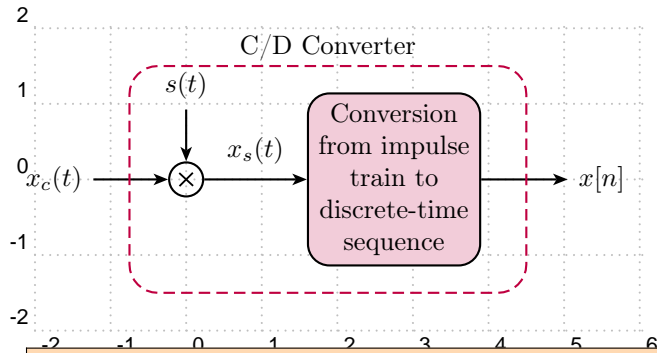 2
C/D Converter
s(t)
1
Conversion
from impulse
train to
discrete-time
sequence
x_s(t)
0
x_c(t)
×
x[n]
-1
-2
-2 -1 0 1 2 3 4 5 6